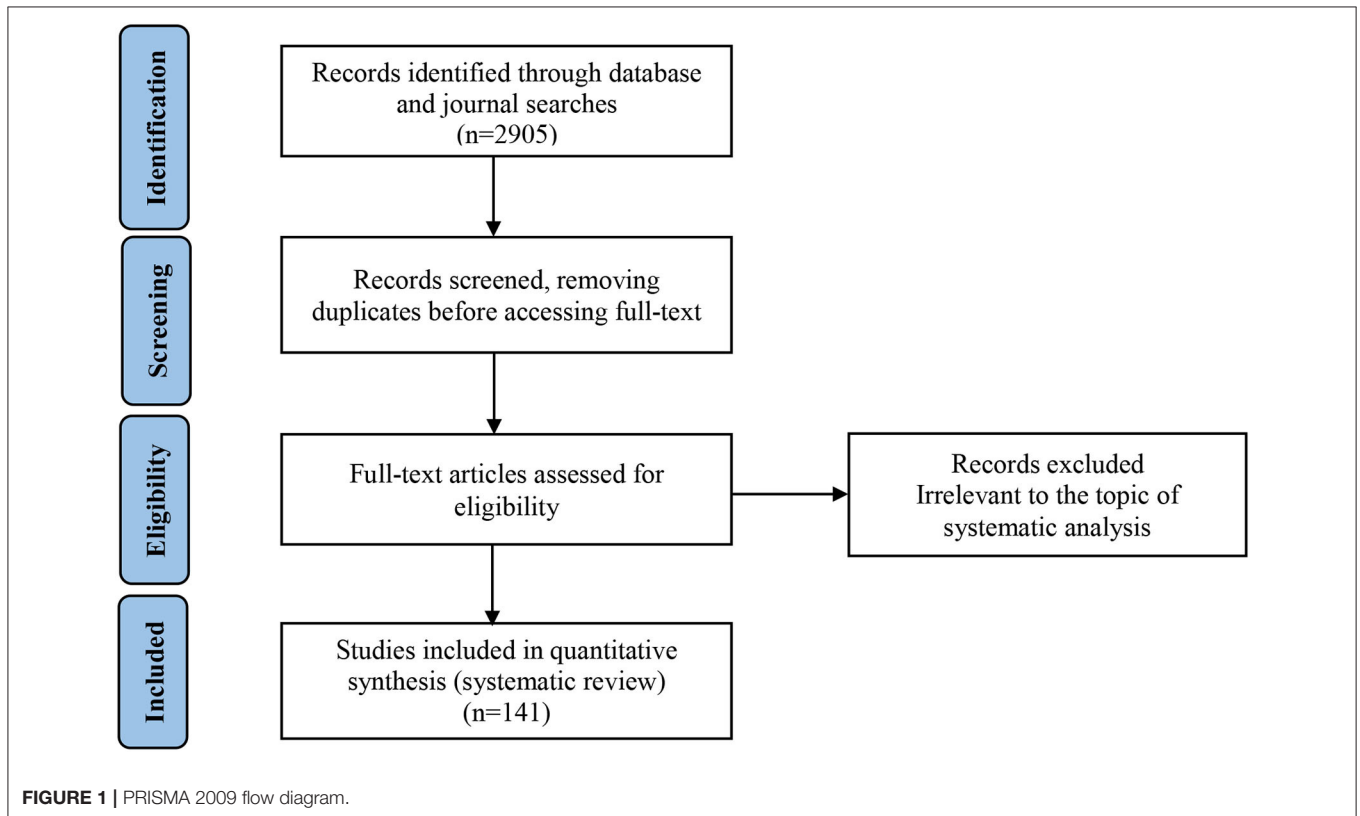 Identification
Records identified through database
and journal searches
(n=2905)
Screening
Records screened, removing
duplicates before accessing full-text
Eligibility
Full-text articles assessed for
eligibility
Records excluded
Irrelevant to the topic of
systematic analysis
Included
Studies included in quantitative
synthesis (systematic review)
(n=141)
FIGURE 1 | PRISMA 2009 flow diagram.